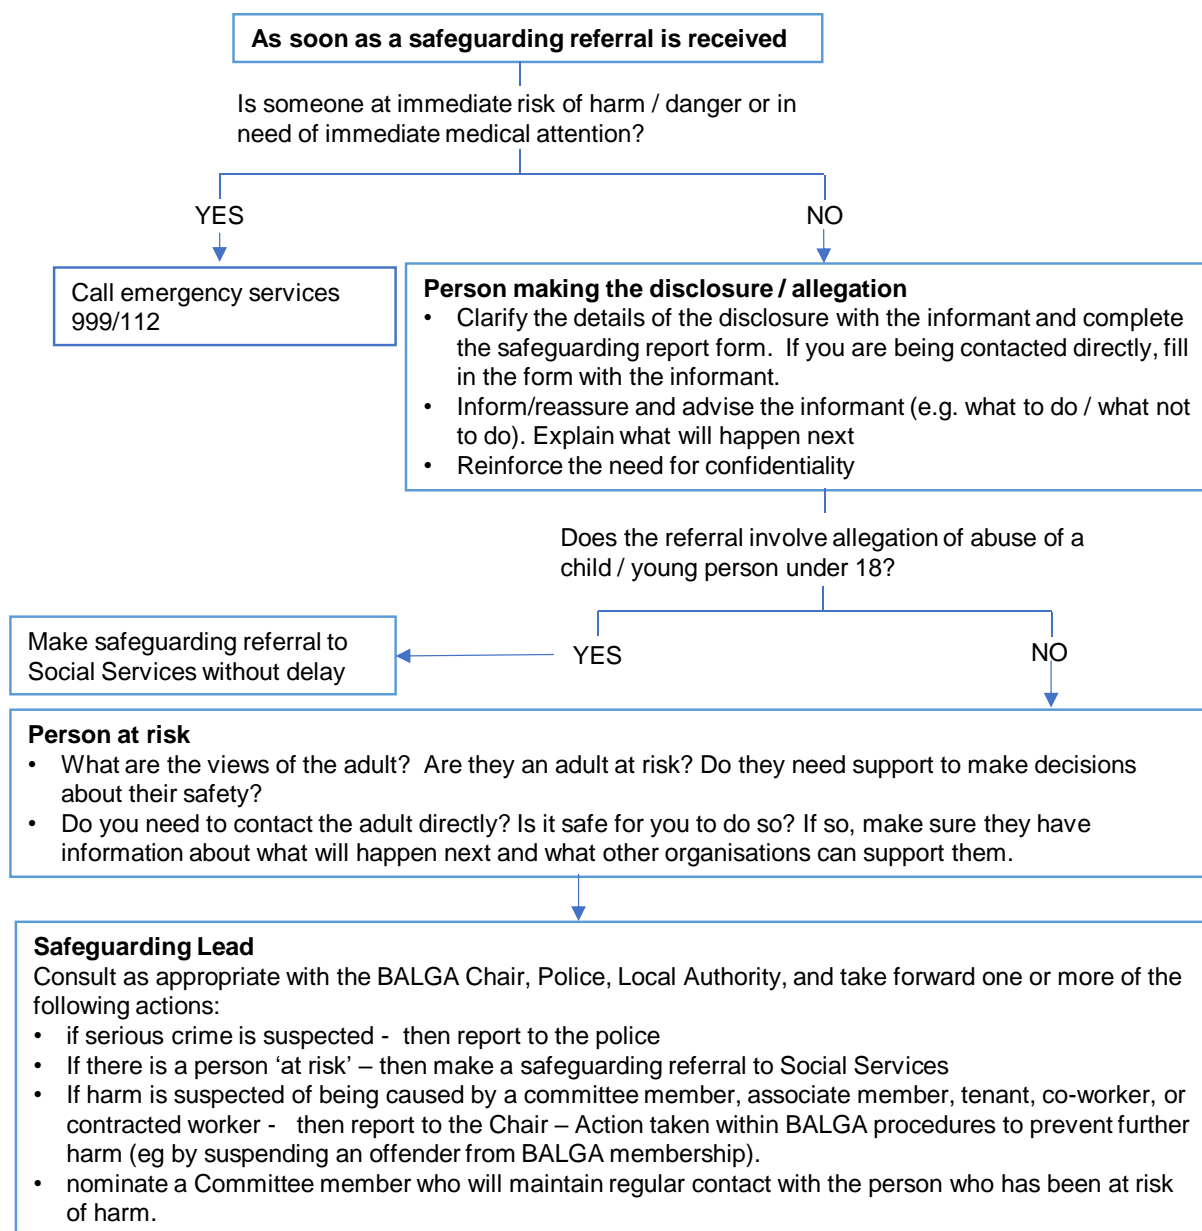 As soon as a safeguarding referral is received
Is someone at immediate risk of harm / danger or in
need of immediate medical attention?
YES
NO
Call emergency services
999/112
Person making the disclosure / allegation
• Clarify the details of the disclosure with the informant and complete
the safeguarding report form.  If you are being contacted directly, fill
in the form with the informant.
• Inform/reassure and advise the informant (e.g. what to do / what not
to do). Explain what will happen next
• Reinforce the need for confidentiality
Does the referral involve allegation of abuse of a
child / young person under 18?
Make safeguarding referral to
Social Services without delay
YES
NO
Person at risk
• What are the views of the adult?  Are they an adult at risk? Do they need support to make decisions
about their safety?
• Do you need to contact the adult directly? Is it safe for you to do so? If so, make sure they have
information about what will happen next and what other organisations can support them.
Safeguarding Lead
Consult as appropriate with the BALGA Chair, Police, Local Authority, and take forward one or more of the
following actions:
• if serious crime is suspected -  then report to the police
• If there is a person ‘at risk’ – then make a safeguarding referral to Social Services
• If harm is suspected of being caused by a committee member, associate member, tenant, co-worker, or
contracted worker -   then report to the Chair – Action taken within BALGA procedures to prevent further
harm (eg by suspending an offender from BALGA membership).
• nominate a Committee member who will maintain regular contact with the person who has been at risk
of harm.